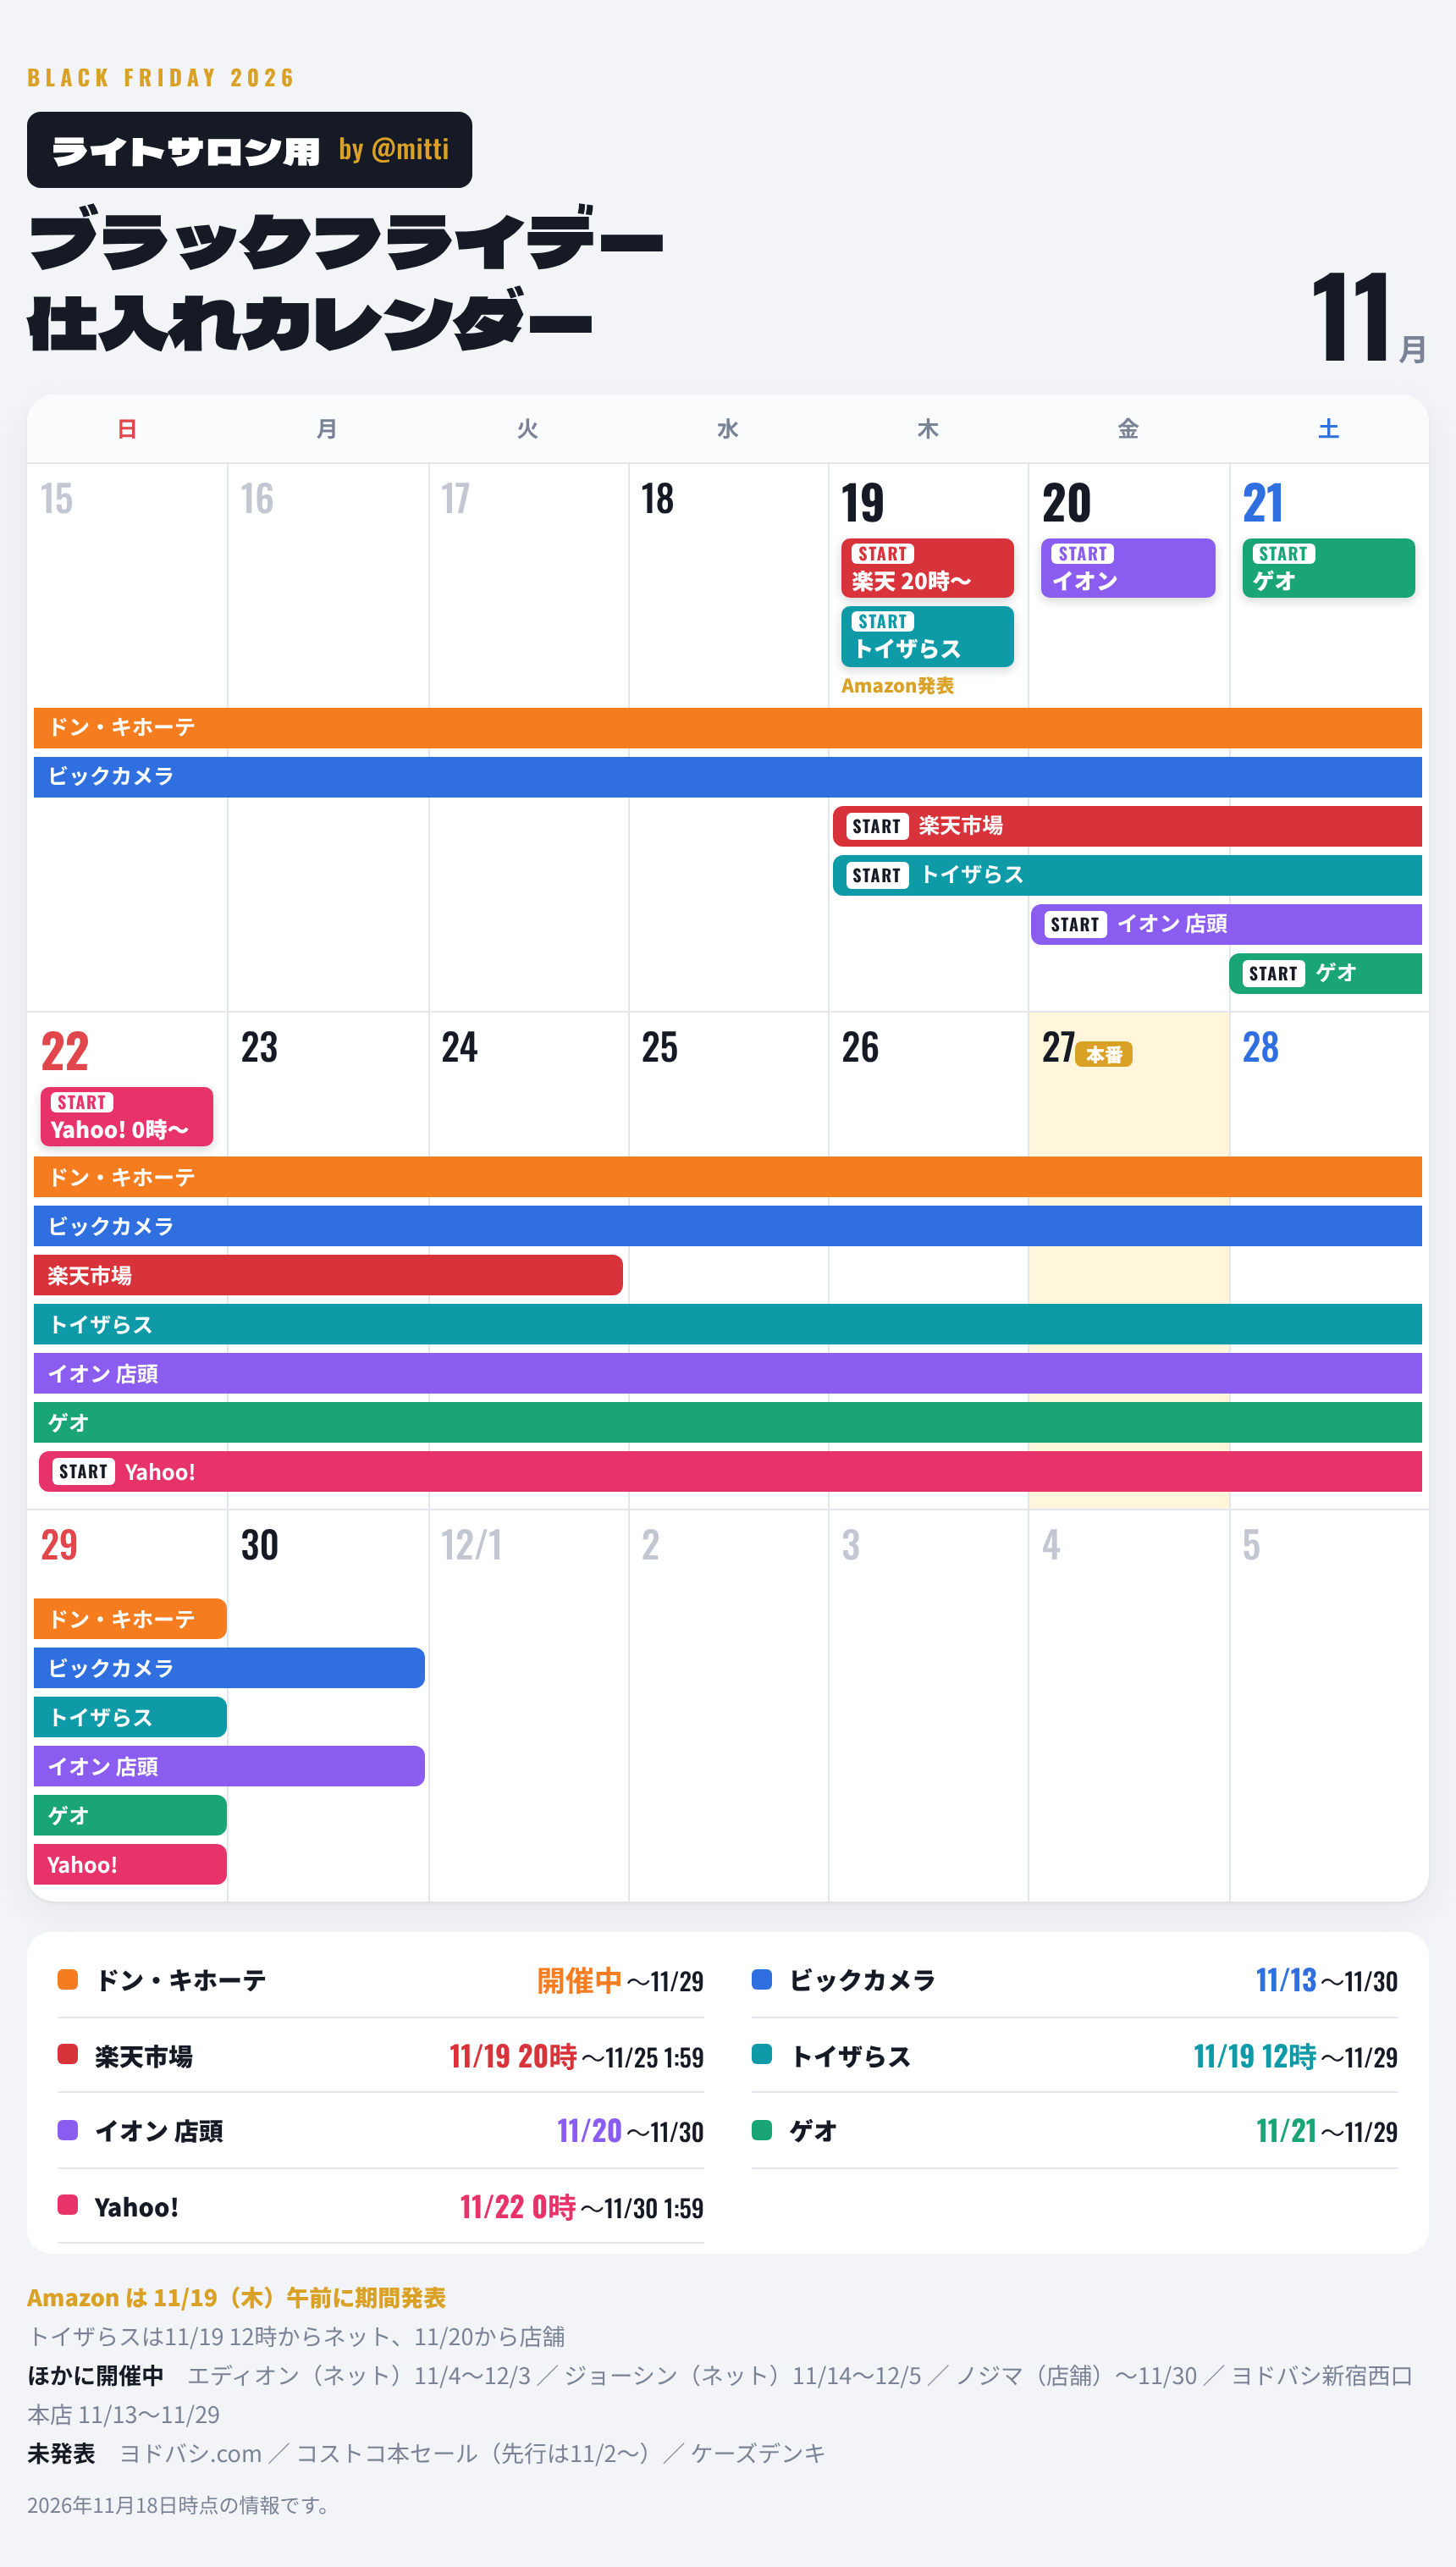 BLACK FRIDAY 2026
ライトサロン用 by @mitti
ブラックフライデー
仕入れカレンダー
11月
日 月 火 水 木 金 土
15 16 17 18 19 20 21
START
楽天 20時〜
START
イオン
START
ゲオ
START
トイザらス
Amazon発表
ドン・キホーテ
ビックカメラ
START 楽天市場
START トイザらス
START イオン 店頭
START ゲオ
22 23 24 25 26 27 本番 28
START
Yahoo! 0時〜
ドン・キホーテ
ビックカメラ
楽天市場
トイザらス
イオン 店頭
ゲオ
START Yahoo!
29 30 12/1 2 3 4 5
ドン・キホーテ
ビックカメラ
トイザらス
イオン 店頭
ゲオ
Yahoo!
ドン・キホーテ 開催中〜11/29
ビックカメラ 11/13〜11/30
楽天市場 11/19 20時〜11/25 1:59
トイザらス 11/19 12時〜11/29
イオン 店頭 11/20〜11/30
ゲオ 11/21〜11/29
Yahoo! 11/22 0時〜11/30 1:59
Amazon は 11/19（木）午前に期間発表
トイザらスは11/19 12時からネット、11/20から店舗
ほかに開催中 エディオン（ネット）11/4〜12/3 ／ ジョーシン（ネット）11/14〜12/5 ／ ノジマ（店舗）〜11/30 ／ ヨドバシ新宿西口
本店 11/13〜11/29
未発表 ヨドバシ.com ／ コストコ本セール（先行は11/2〜）／ ケーズデンキ
2026年11月18日時点の情報です。